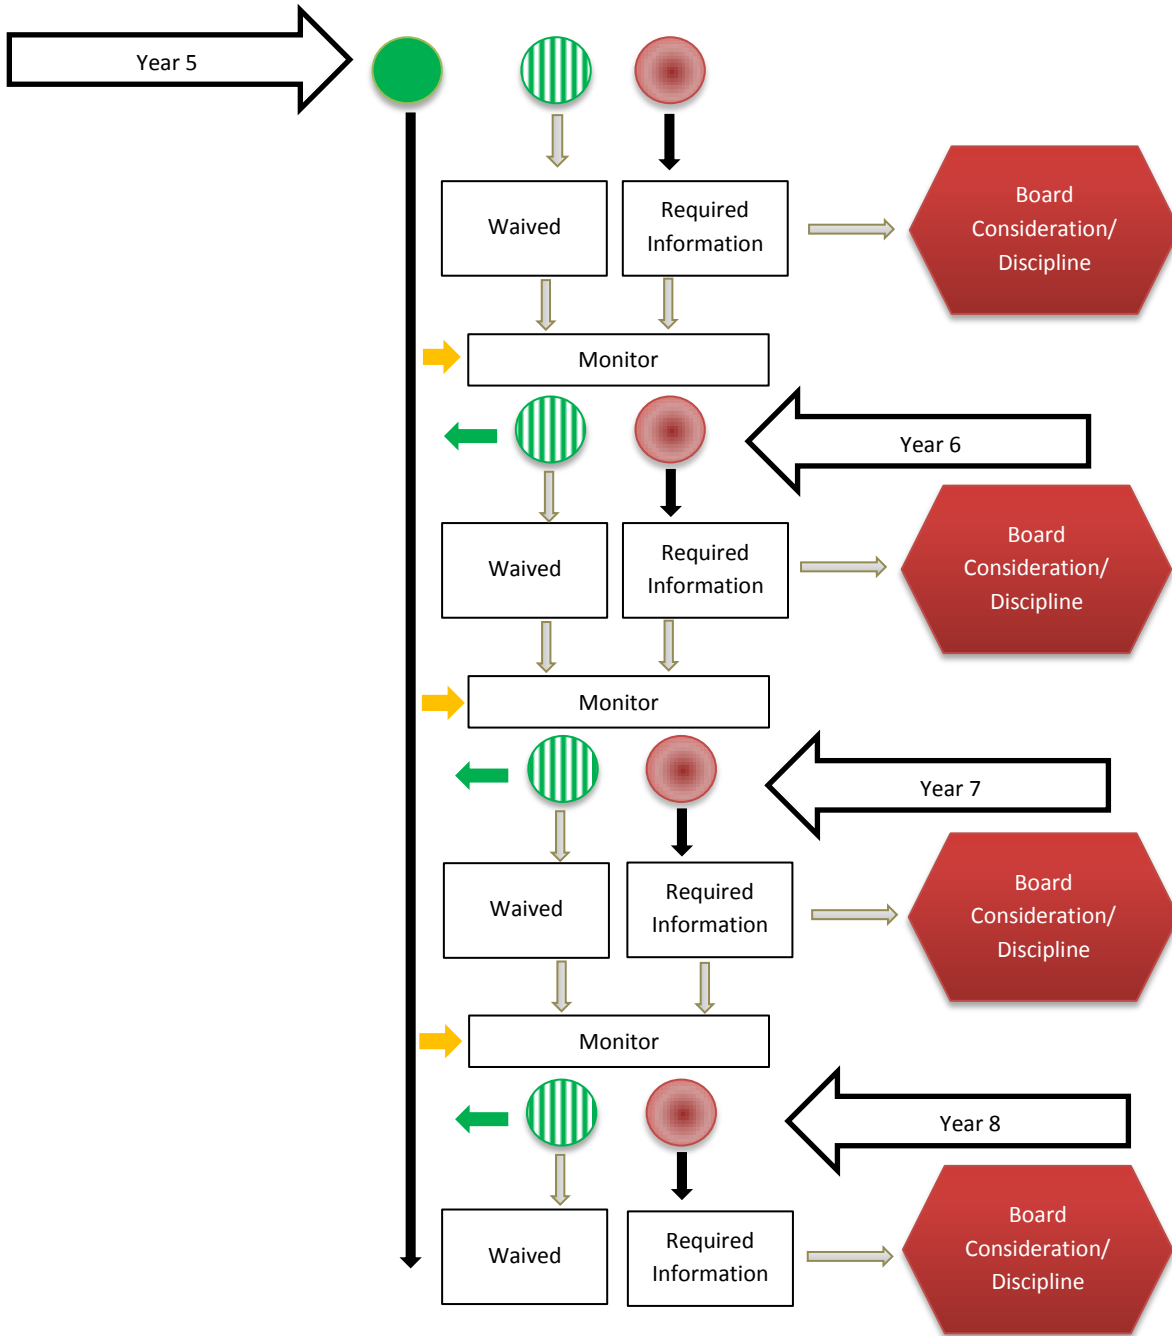 Year 5
Waived
Required
Information
Board
Consideration/
Discipline
Monitor
Year 6
Waived
Required
Information
Board
Consideration/
Discipline
Monitor
Year 7
Waived
Required
Information
Board
Consideration/
Discipline
Monitor
Year 8
Waived
Required
Information
Board
Consideration/
Discipline